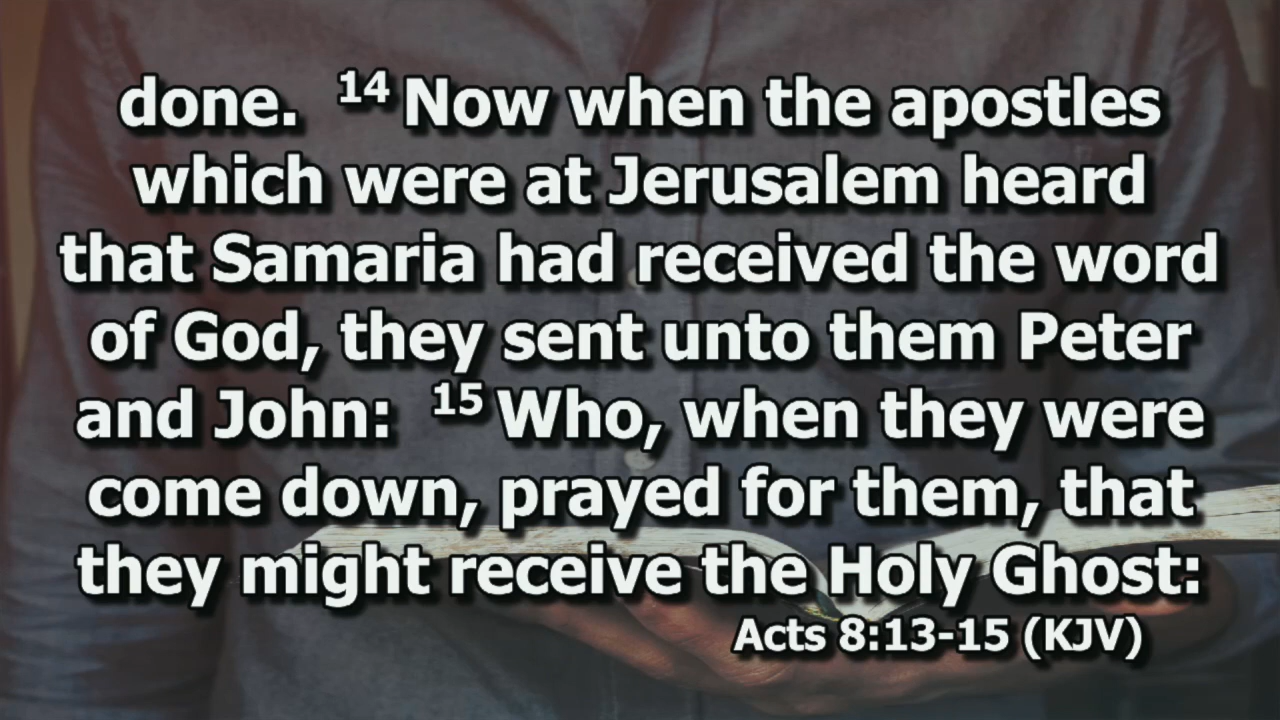 done. 14 Now when the apostles
which were at Jerusalem heard
that Samaria had received the word
of God, they sent unto them Peter
and John: 15 Who, when they were
come down, prayed for them, that
they might receive the Holy Ghost:
Acts 8:13-15 (KJV)